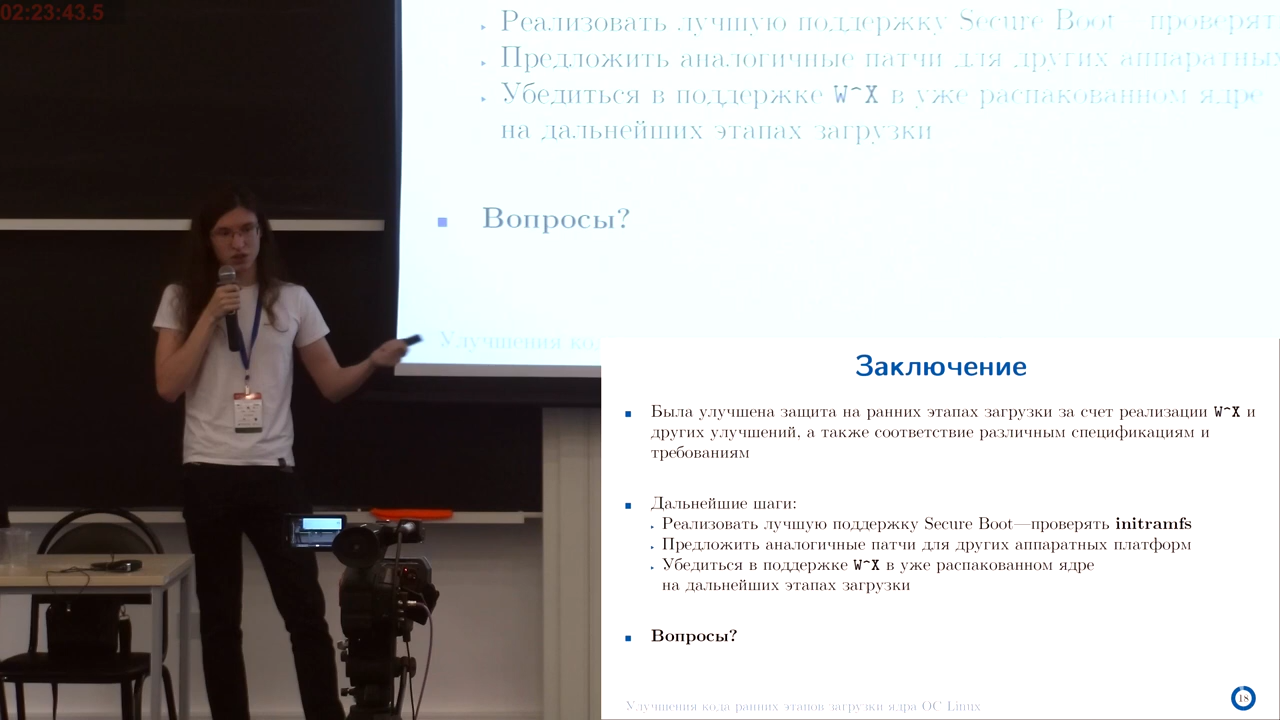 02:23:43.5
Реализовать лучшую поддержку Secure Boot—проверят
Предложить аналогичные патчи для других аппаратных
Убедиться в поддержке W^X в уже распакованном ядре
на дальнейших этапах загрузки
Вопросы?
Улучшения
Заключение
Была улучшена защита на ранних этапах загрузки за счет реализации W^X и
других улучшений, а также соответствие различным спецификациям и
требованиям
Дальнейшие шаги:
Реализовать лучшую поддержку Secure Boot—проверять initramfs
Предложить аналогичные патчи для других аппаратных платформ
Убедиться в поддержке W^X в уже распакованном ядре
на дальнейших этапах загрузки
Вопросы?
Улучшения кода ранних этапов загрузки ядра ОС Linux
18